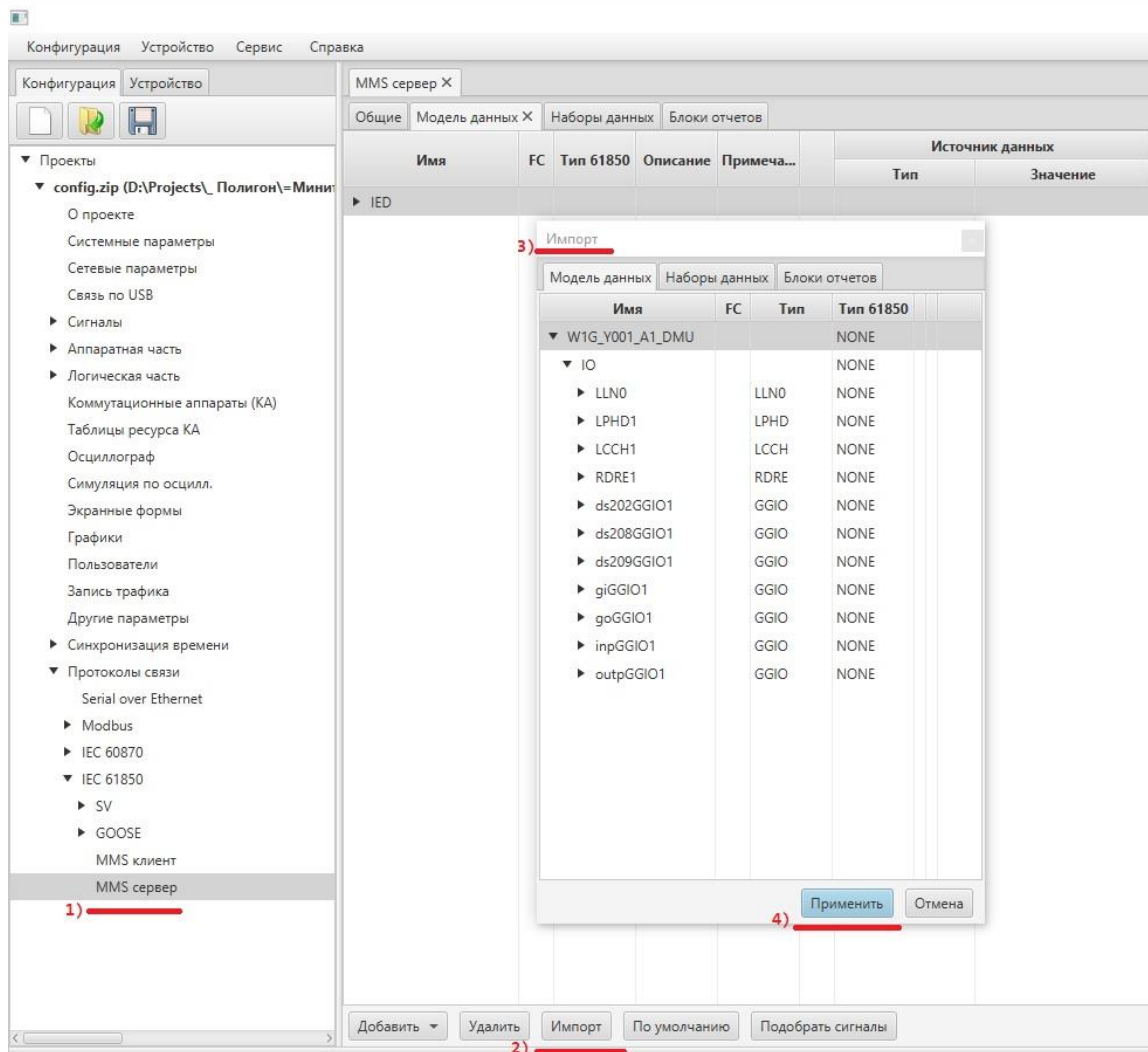 Конфигурация Устройство Сервис Справка
Конфигурация Устройство
MMS сервер X
Общие Модель данных X Наборы данных Блоки отчетов
Имя FC Тип 61850 Описание Примеча... Источник данных
Тип Значение
IED
Проекты
config.zip (D:\Projects\_ Полигон\=Мини
О проекте
Системные параметры
Сетевые параметры
Связь по USB
Сигналы
Аппаратная часть
Логическая часть
Коммутационные аппараты (КА)
Таблицы ресурса КА
Осциллограф
Симуляция по осцилл.
Экранные формы
Графики
Пользователи
Запись трафика
Другие параметры
Синхронизация времени
Протоколы связи
Serial over Ethernet
Modbus
IEC 60870
IEC 61850
SV
GOOSE
MMS клиент
MMS сервер
1)
3) Импорт
Модель данных Наборы данных Блоки отчетов
Имя FC Тип Тип 61850
W1G_Y001_A1_DMU NONE
IO NONE
LLN0 LLN0 NONE
LPHD1 LPHD NONE
LCCH1 LCCH NONE
RDRE1 RDRE NONE
ds202GGIO1 GGIO NONE
ds208GGIO1 GGIO NONE
ds209GGIO1 GGIO NONE
giGGIO1 GGIO NONE
goGGIO1 GGIO NONE
inpGGIO1 GGIO NONE
outpGGIO1 GGIO NONE
Применить Отмена
4)
Добавить Удалить Импорт По умолчанию Подобрать сигналы
2)